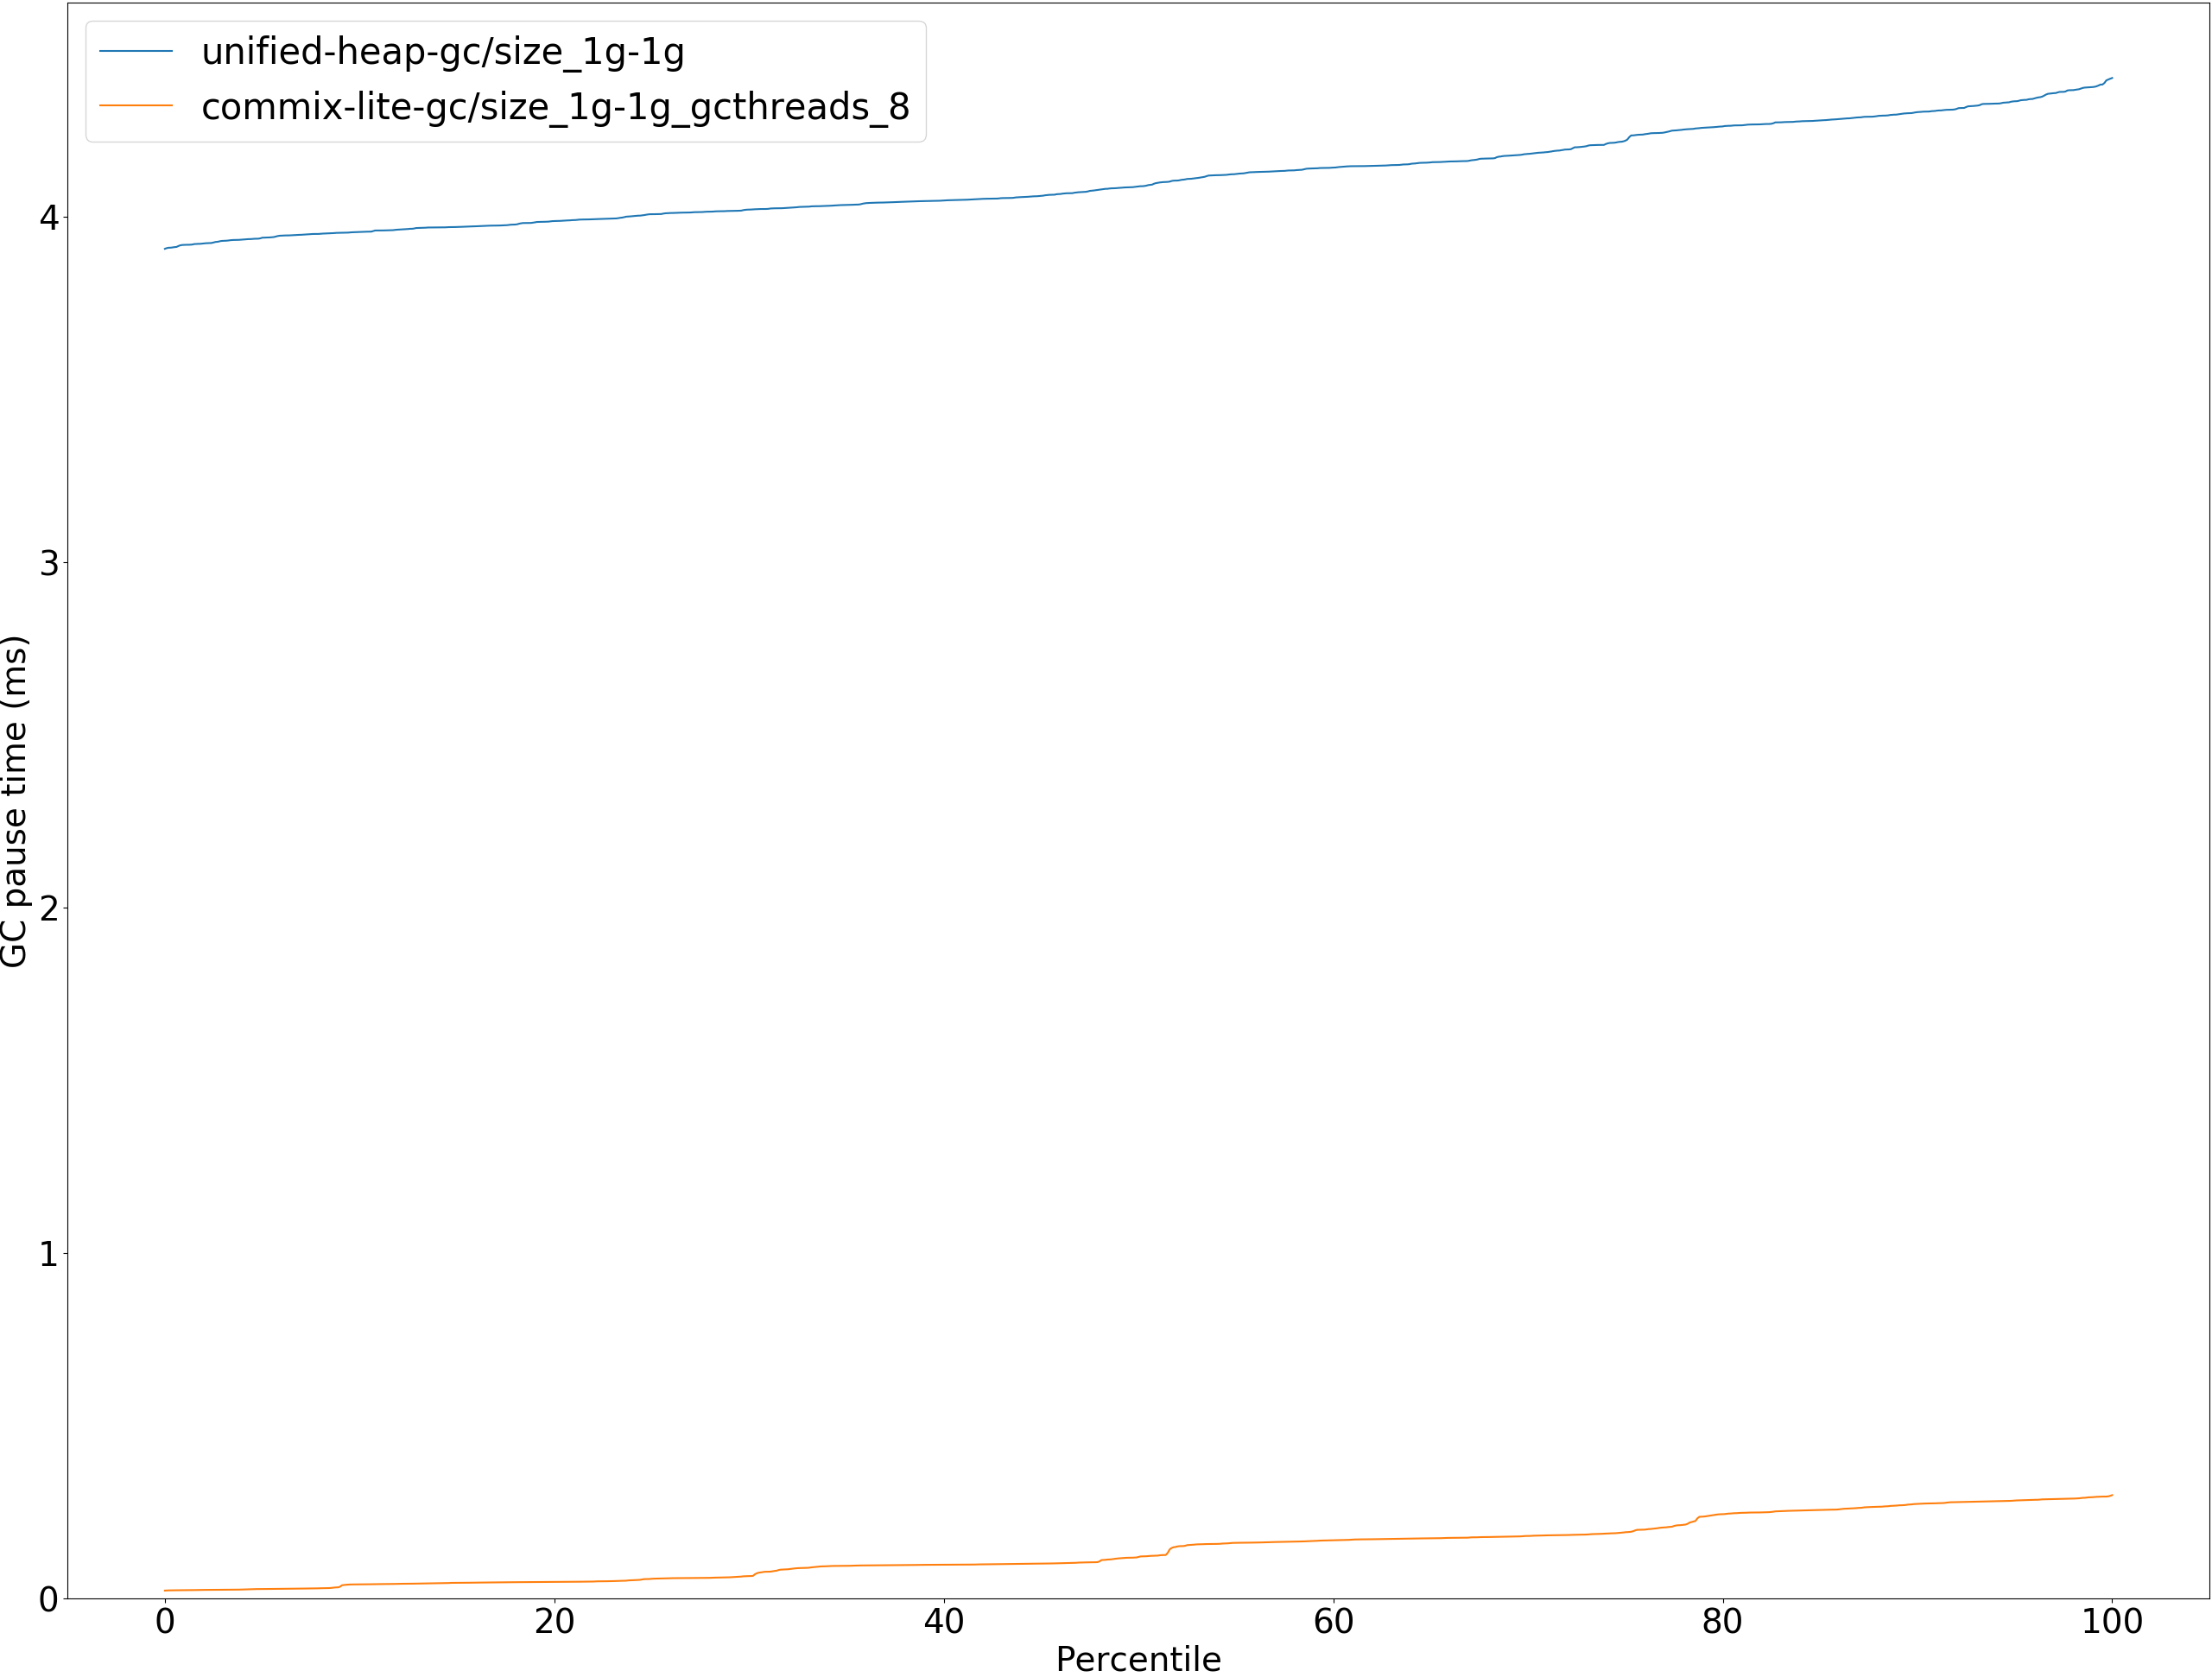 unified-heap-gc/size_1g-1g
commix-lite-gc/size_1g-1g_gcthreads_8
GC pause time (ms)
4
3
2
1
0
0 20 40 60 80 100
Percentile